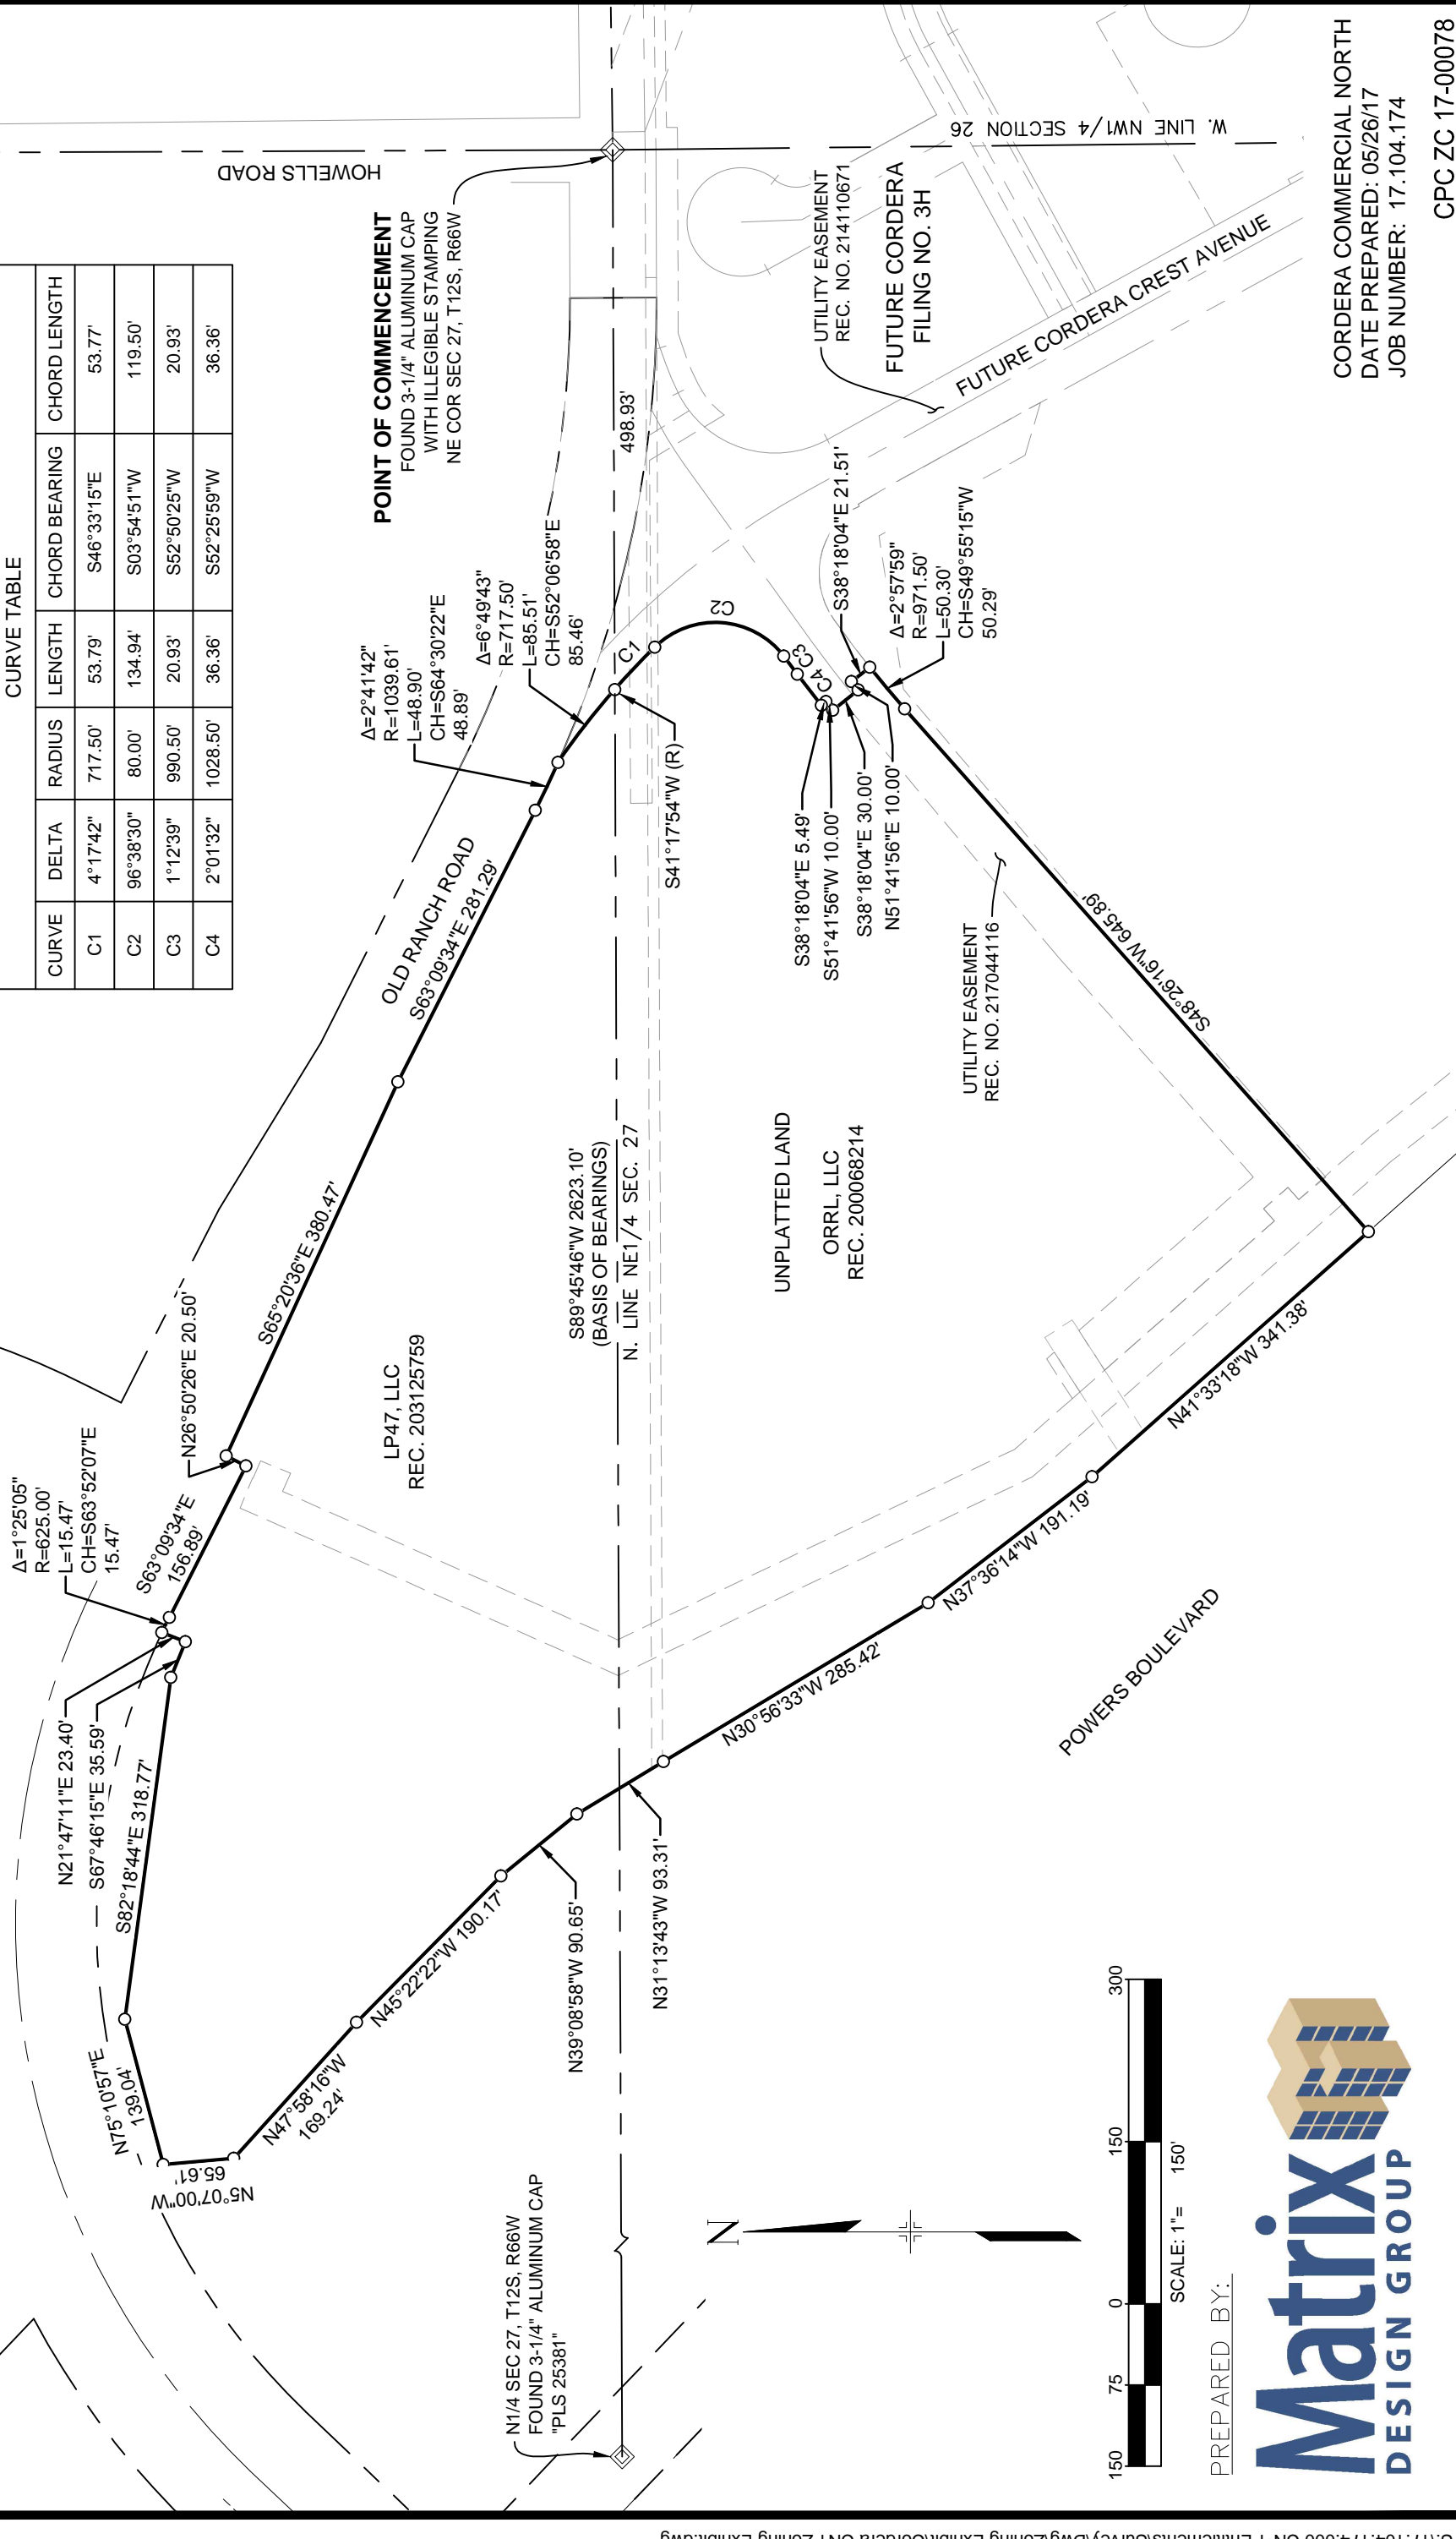 CURVE TABLE
CURVE DELTA RADIUS LENGTH CHORD BEARING CHORD LENGTH
C1 4°17'42" 717.50' 53.79' S46°33'15"E 53.77'
C2 96°38'30" 80.00' 134.94' S03°54'51"W 119.50'
C3 1°12'39" 990.50' 20.93' S52°50'25"W 20.93'
C4 2°01'32" 1028.50' 36.36' S52°25'59"W 36.36'
HOWELLS ROAD
POINT OF COMMENCEMENT
FOUND 3-1/4" ALUMINUM CAP
WITH ILLEGIBLE STAMPING
NE COR SEC 27, T12S, R66W
Δ=1°25'05"
R=625.00'
L=15.47'
CH=S63°52'07"E
15.47'
S63°09'34"E
156.89'
N26°50'26"E 20.50'
S65°20'36"E 380.47'
OLD RANCH ROAD
S63°09'34"E 281.29'
Δ=2°41'42"
R=1039.61'
L=48.90'
CH=S64°30'22"E
48.89'
Δ=6°49'43"
R=717.50'
L=85.51'
CH=S52°06'58"E
85.46'
N21°47'11"E 23.40'
S67°46'15"E 35.59'
S82°18'44"E 318.77'
N75°10'57"E
139.04'
N5°07'00"W
65.61'
N47°58'16"W
169.24'
N45°22'22"W 190.17'
N39°08'58"W 90.65'
N31°13'43"W 93.31'
LP47, LLC
REC. 203125759
S89°45'46"W 2623.10'
(BASIS OF BEARINGS)
N. LINE NE1/4 SEC. 27
S41°17'54"W (R)
498.93'
C1
C2
C3
C4
N1/4 SEC 27, T12S, R66W
FOUND 3-1/4" ALUMINUM CAP
"PLS 25381"
N30°56'33"W 285.42'
N37°36'14"W 191.19'
N41°33'18"W 341.38'
POWERS BOULEVARD
UNPLATTED LAND
ORRL, LLC
REC. 200068214
S38°18'04"E 5.49'
S51°41'56"W 10.00'
S38°18'04"E 30.00'
N51°41'56"E 10.00'
S38°18'04"E 21.51'
Δ=2°57'59"
R=971.50'
L=50.30'
CH=S49°55'15"W
50.29'
UTILITY EASEMENT
REC. NO. 217044116
S48°26'16"W 645.89'
UTILITY EASEMENT
REC. NO. 214110671
FUTURE CORDERA
FILING NO. 3H
FUTURE CORDERA CREST AVENUE
W. LINE NW1/4 SECTION 26
N
150 75 0 150 300
SCALE: 1"= 150'
PREPARED BY:
Matrix
DESIGN GROUP
CORDERA COMMERCIAL NORTH
DATE PREPARED: 05/26/17
JOB NUMBER: 17.104.174
CPC ZC 17-00078